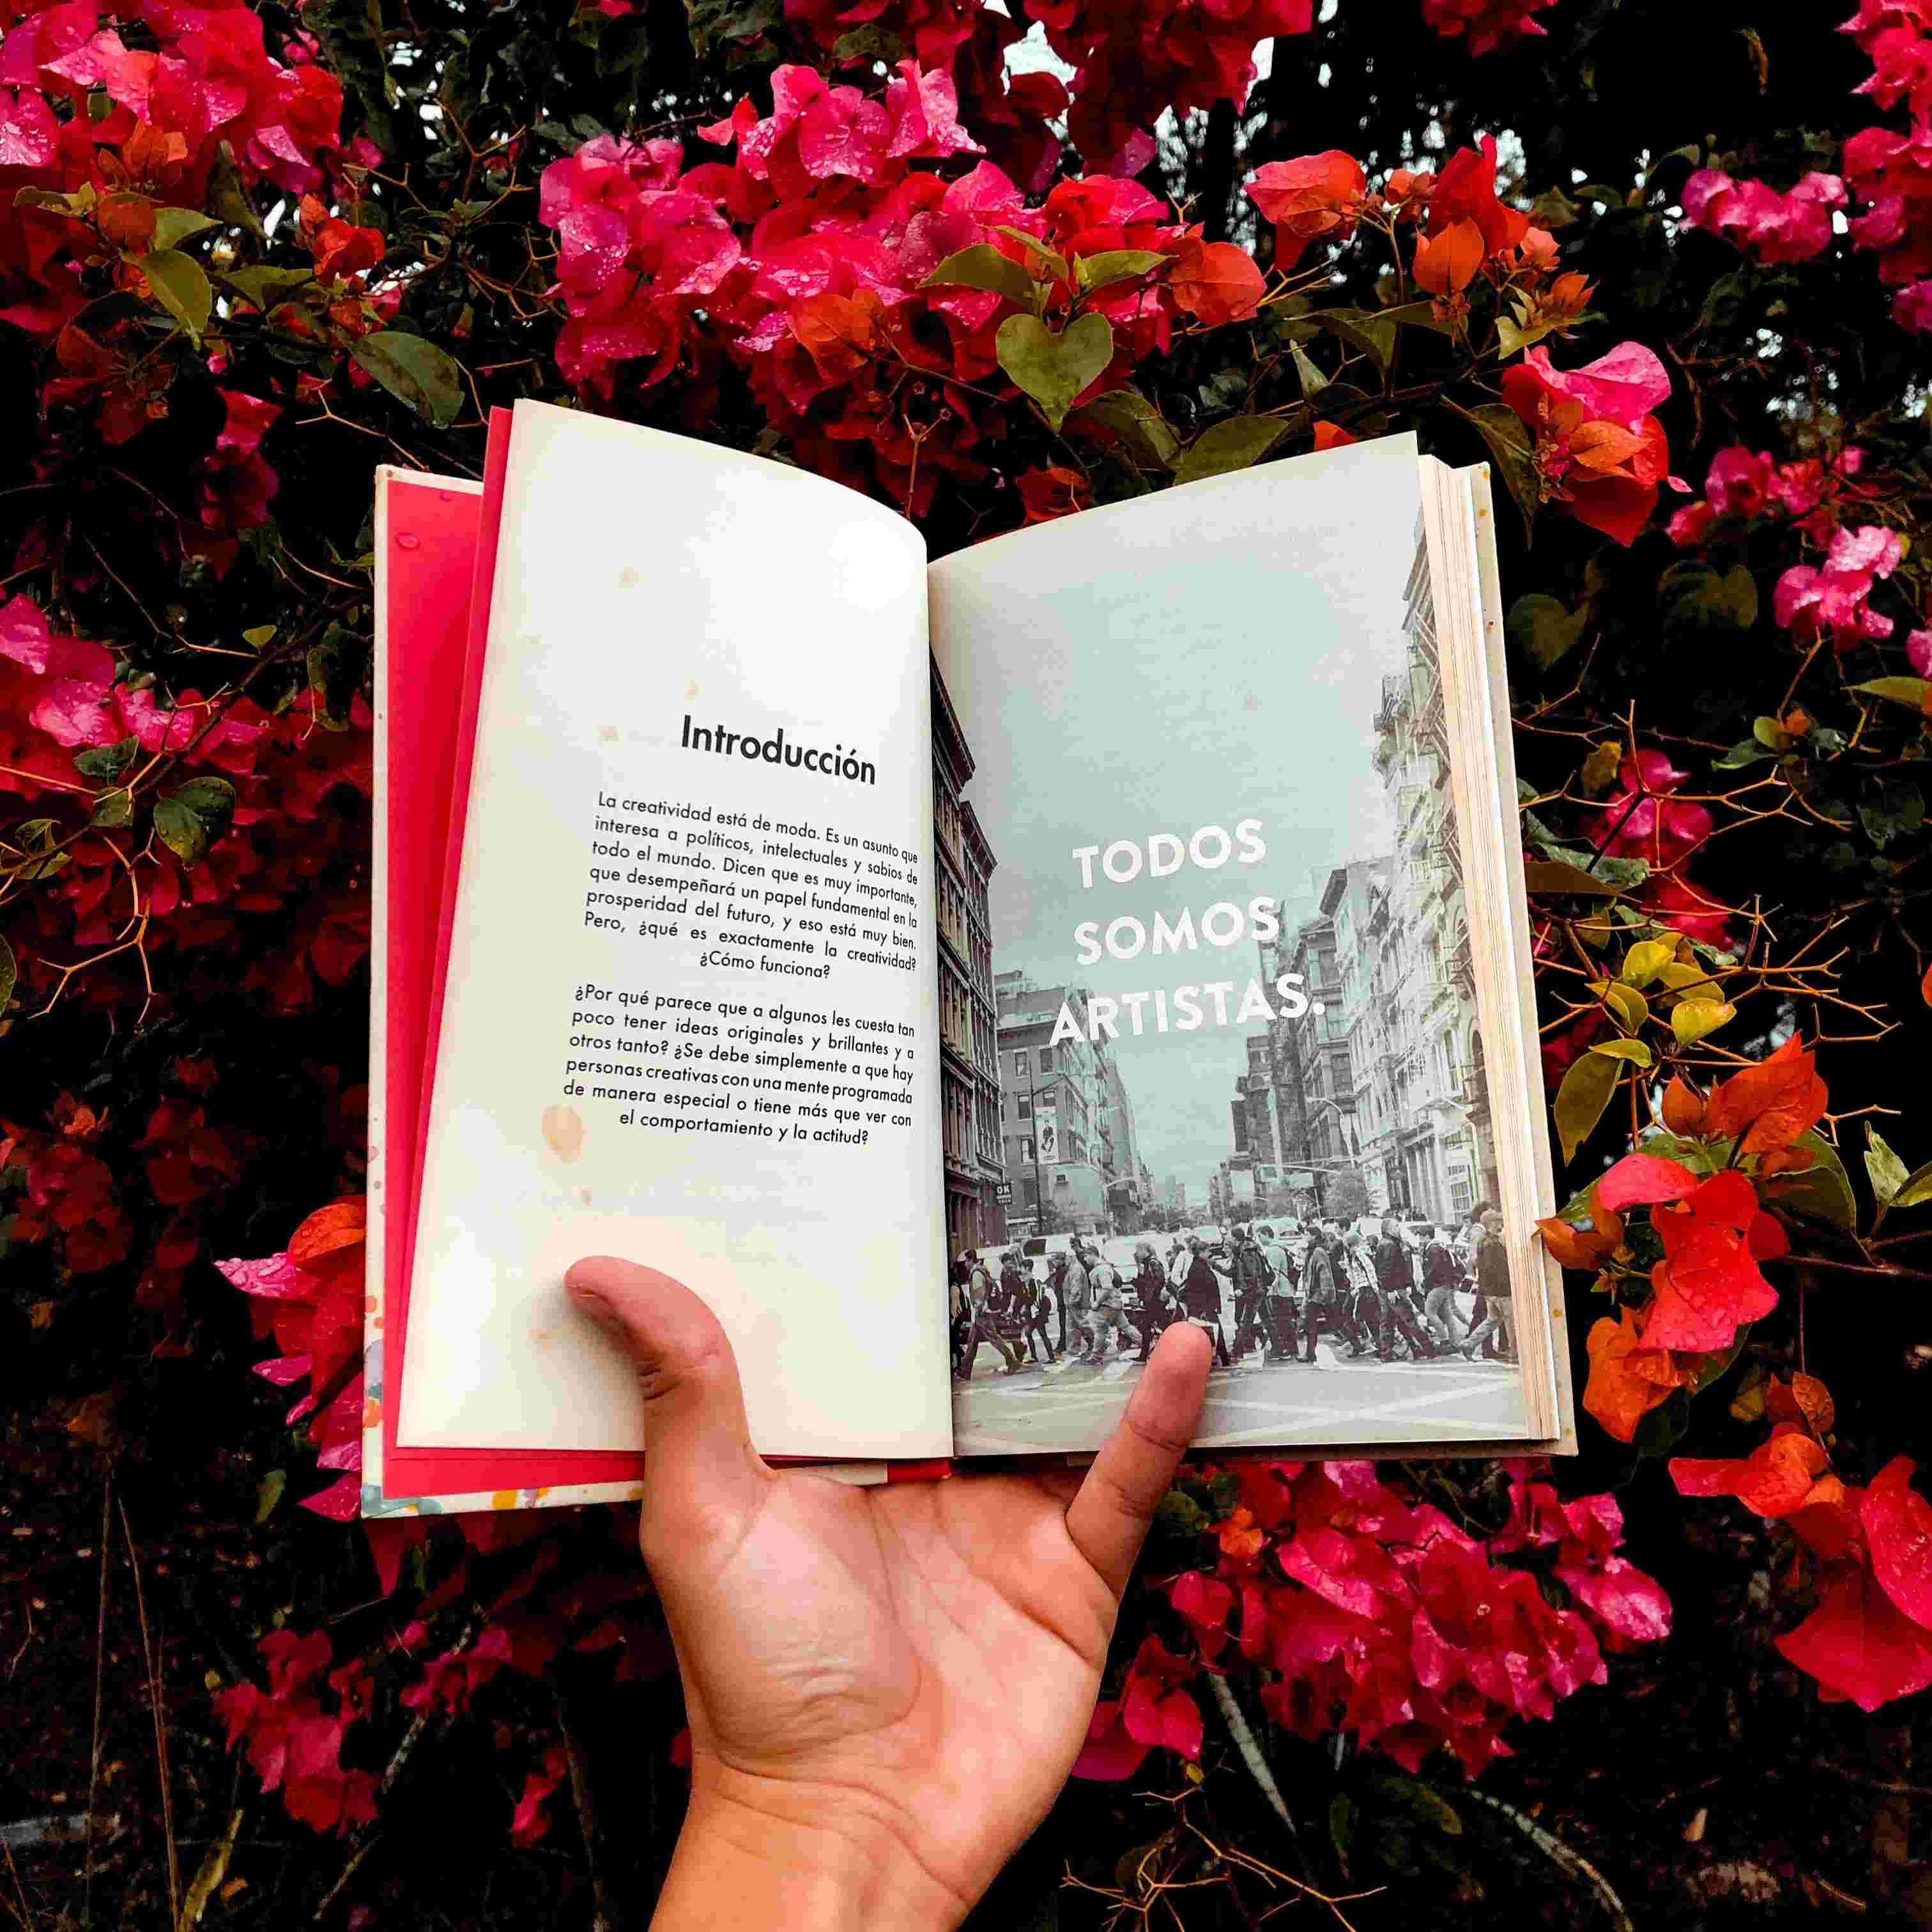 Introducción
La creatividad está de moda. Es un asunto que
interesa a políticos, intelectuales y sabios de
todo el mundo. Dicen que es muy importante,
que desempeñará un papel fundamental en la
prosperidad del futuro, y eso está muy bien.
Pero, ¿qué es exactamente la creatividad?
¿Cómo funciona?
¿Por qué parece que a algunos les cuesta tan
poco tener ideas originales y brillantes y a
otros tanto? ¿Se debe simplemente a que hay
personas creativas con una mente programada
de manera especial o tiene más que ver con
el comportamiento y la actitud?
TODOS
SOMOS
ARTISTAS.
OK